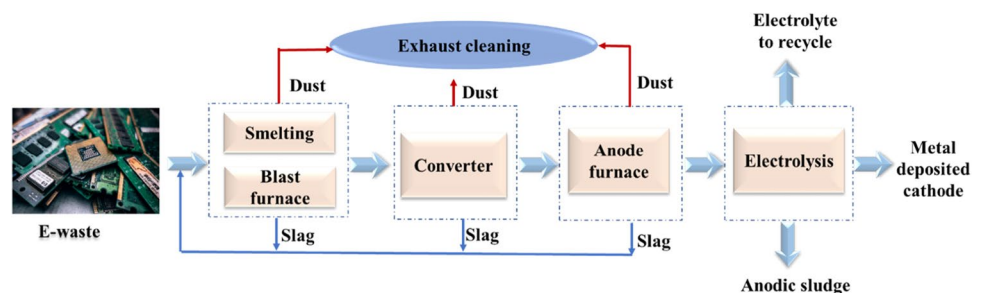 Exhaust cleaning
Electrolyte
to recycle
Dust
Dust
Dust
E-waste
Smelting
Blast
furnace
Converter
Anode
furnace
Electrolysis
Metal
deposited
cathode
Slag
Slag
Slag
Anodic sludge